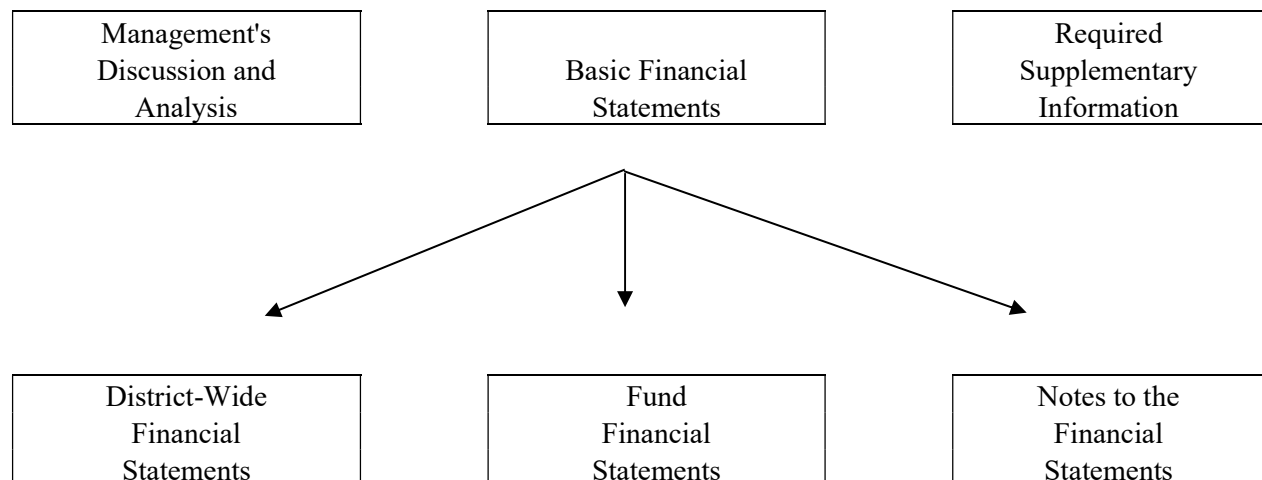 Management's
Discussion and
Analysis
Basic Financial
Statements
Required
Supplementary
Information
District-Wide
Financial
Statements
Fund
Financial
Statements
Notes to the
Financial
Statements